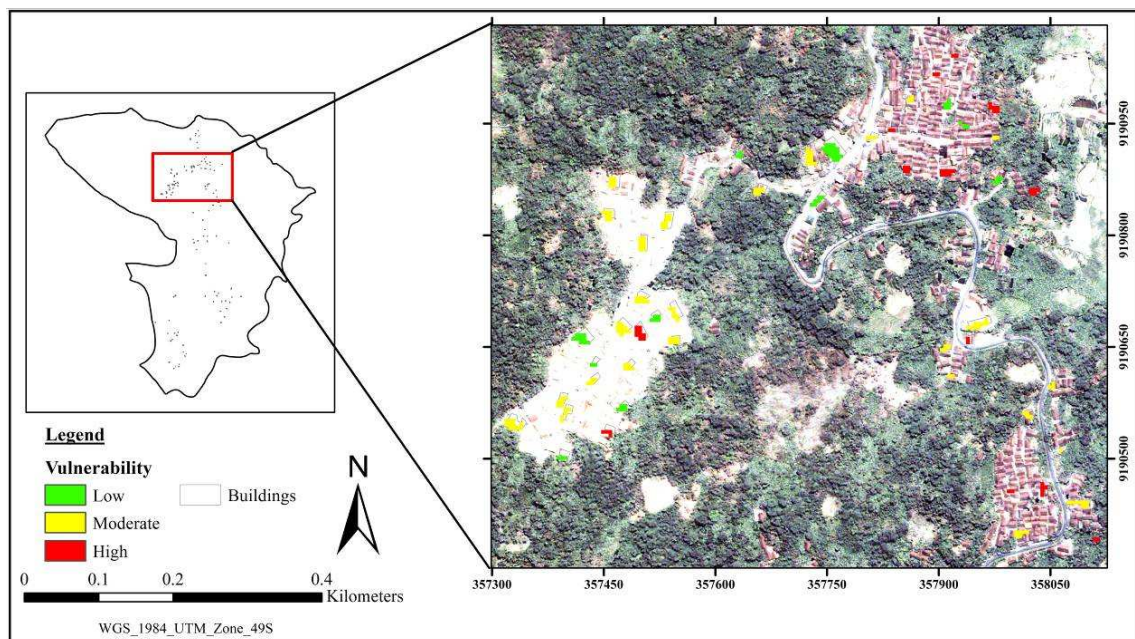 Legend
Vulnerability
Low
Buildings
Moderate
High
N
0 0.1 0.2 0.4
Kilometers
WGS_1984_UTM_Zone_49S
9190950
9190800
9190650
9190500
357300 357450 357600 357750 357900 358050